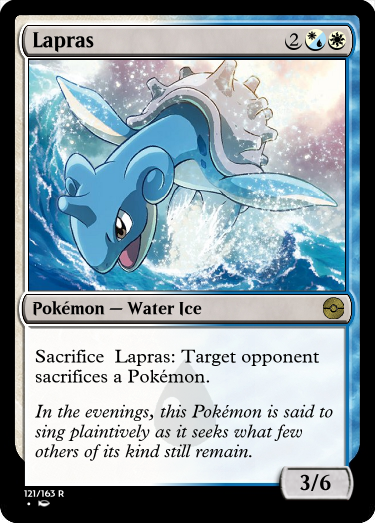 Lapras 2
Pokémon — Water Ice
Sacrifice Lapras: Target opponent
sacrifices a Pokémon.
In the evenings, this Pokémon is said to
sing plaintively as it seeks what few
others of its kind still remain.
3/6
121/163 R